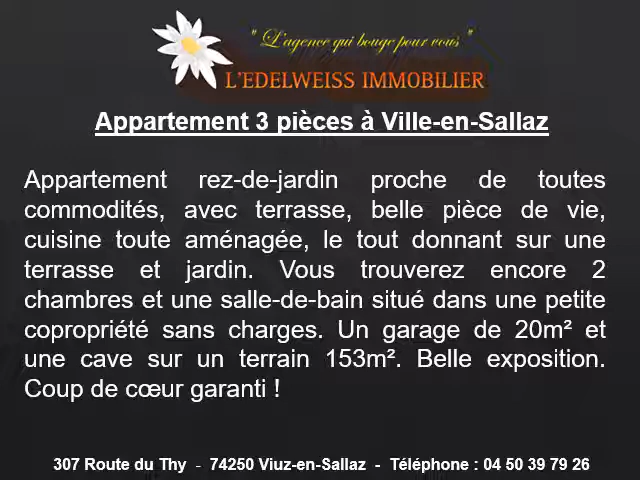 " L'agence qui bouge pour vous "
L'EDELWEISS IMMOBILIER
Appartement 3 pièces à Ville-en-Sallaz
Appartement rez-de-jardin proche de toutes
commodités, avec terrasse, belle pièce de vie,
cuisine toute aménagée, le tout donnant sur une
terrasse et jardin. Vous trouverez encore 2
chambres et une salle-de-bain situé dans une petite
copropriété sans charges. Un garage de 20m² et
une cave sur un terrain 153m². Belle exposition.
Coup de cœur garanti !
307 Route du Thy - 74250 Viuz-en-Sallaz - Téléphone : 04 50 39 79 26